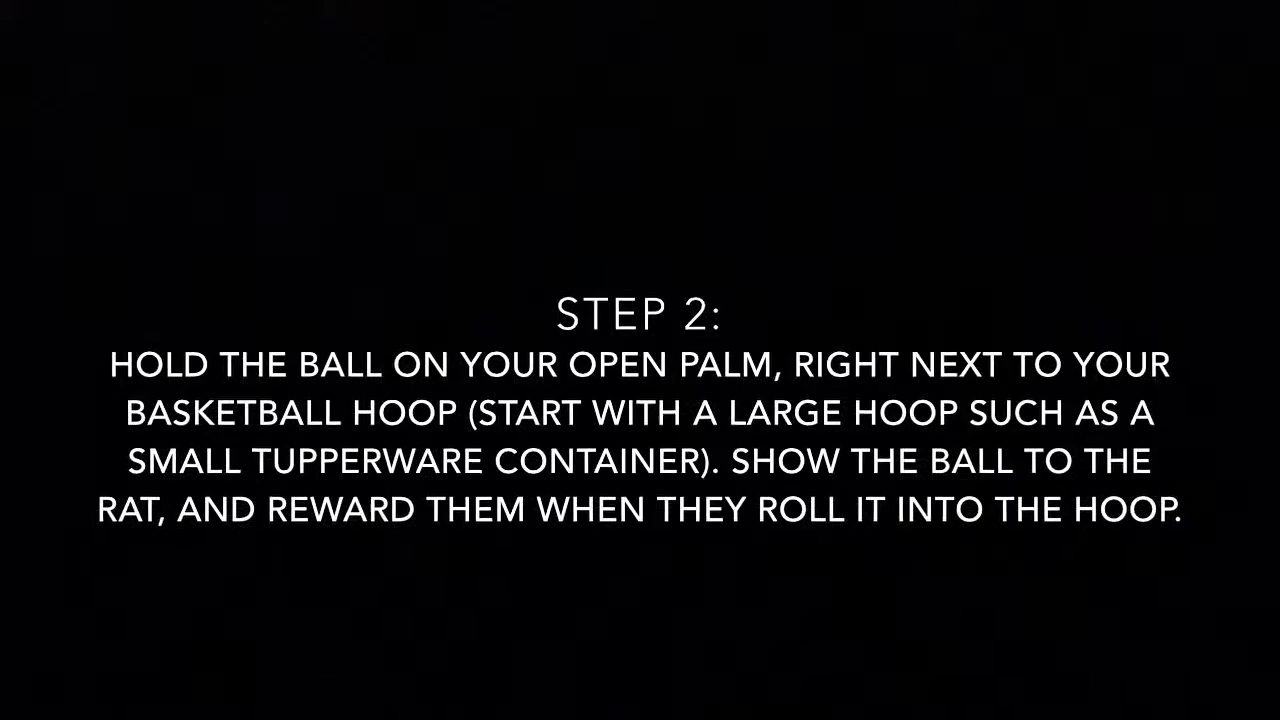 STEP 2:
HOLD THE BALL ON YOUR OPEN PALM, RIGHT NEXT TO YOUR
BASKETBALL HOOP (START WITH A LARGE HOOP SUCH AS A
SMALL TUPPERWARE CONTAINER). SHOW THE BALL TO THE
RAT, AND REWARD THEM WHEN THEY ROLL IT INTO THE HOOP.